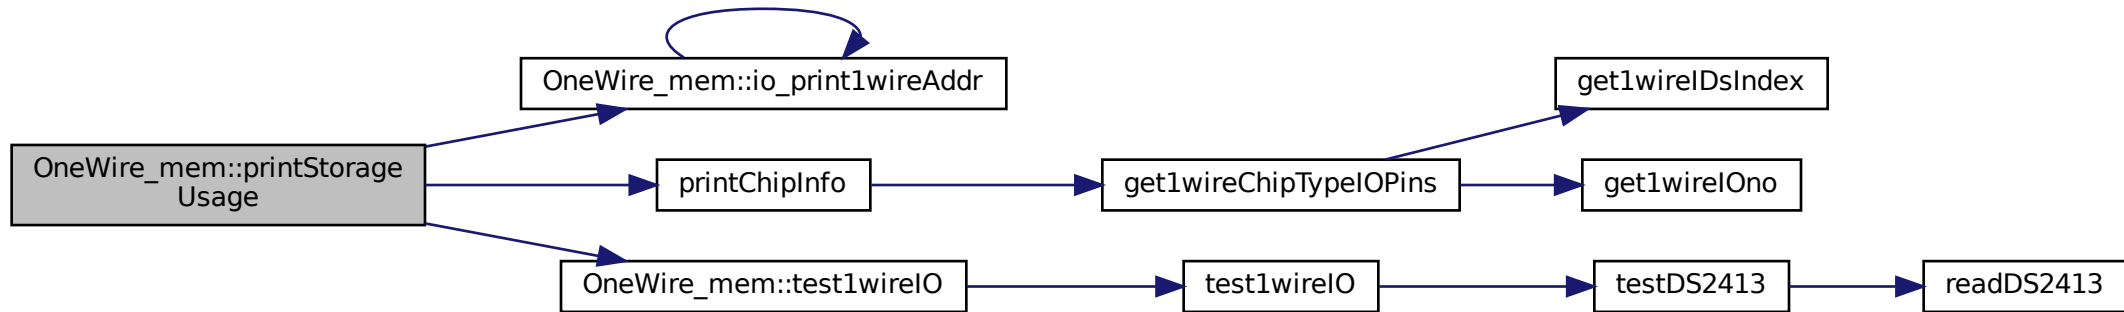 OneWire_mem::io_print1wireAddr
get1wireIDsIndex
OneWire_mem::printStorage
Usage
printChipInfo
get1wireChipTypeIOPins
get1wireIOno
OneWire_mem::test1wireIO
test1wireIO
testDS2413
readDS2413